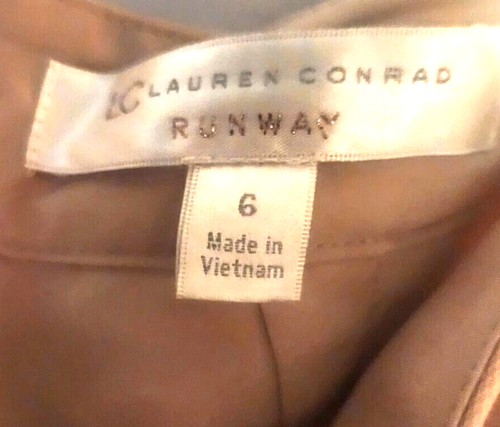 LC LAUREN CONRAD
RUNWAY
6
Made in
Vietnam